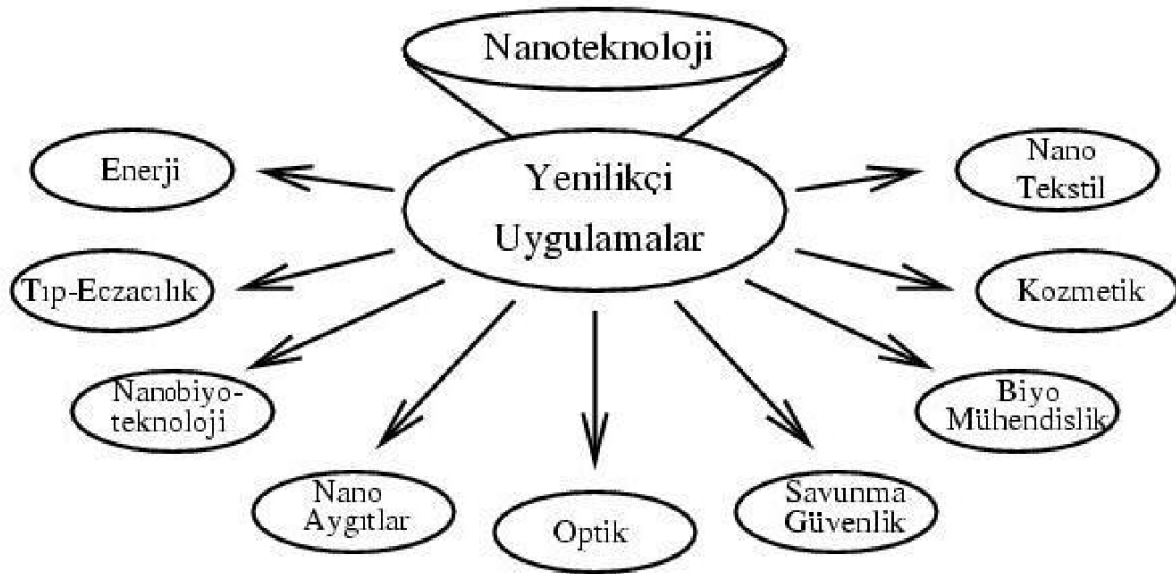 Nanoteknoloji
Yenilikçi
Uygulamalar
Enerji
Tıp-Eczacılık
Nanobiyo-
teknoloji
Nano
Aygıtlar
Optik
Savunma
Güvenlik
Biyo
Mühendislik
Kozmetik
Nano
Tekstil